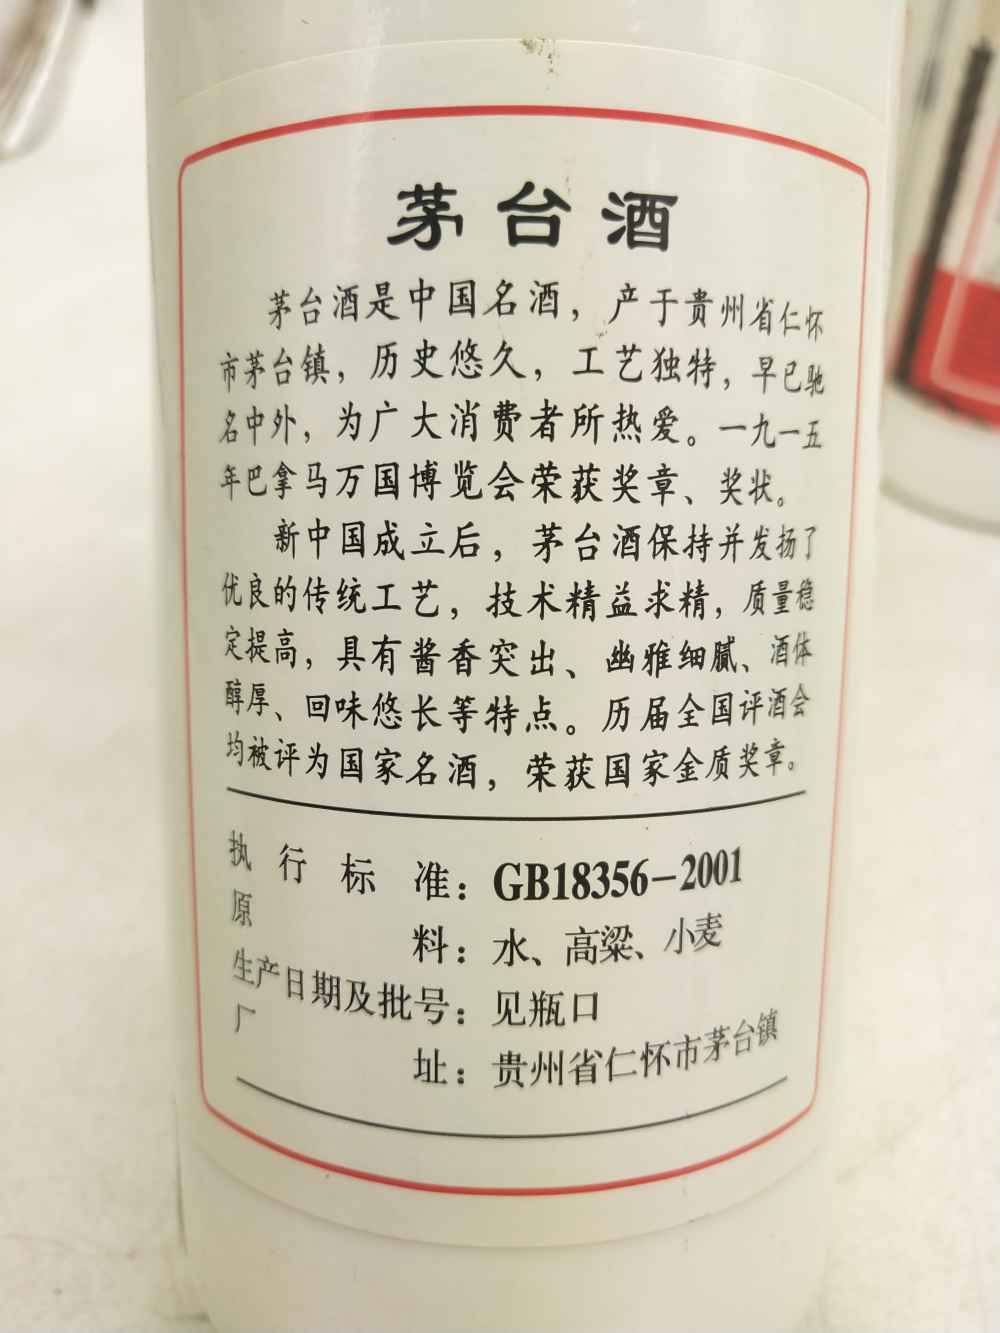 茅台酒
茅台酒是中国名酒，产于贵州省仁怀
市茅台镇，历史悠久，工艺独特，早已驰
名中外，为广大消费者所热爱。一九一五
年巴拿马万国博览会荣获奖章、奖状。
新中国成立后，茅台酒保持并发扬了
优良的传统工艺，技术精益求精，质量稳
定提高，具有酱香突出、幽雅细腻、酒体
醇厚、回味悠长等特点。历届全国评酒会
均被评为国家名酒，荣获国家金质奖章。
执行标准：GB18356-2001
原料：水、高粱、小麦
生产日期及批号：见瓶口
厂址：贵州省仁怀市茅台镇